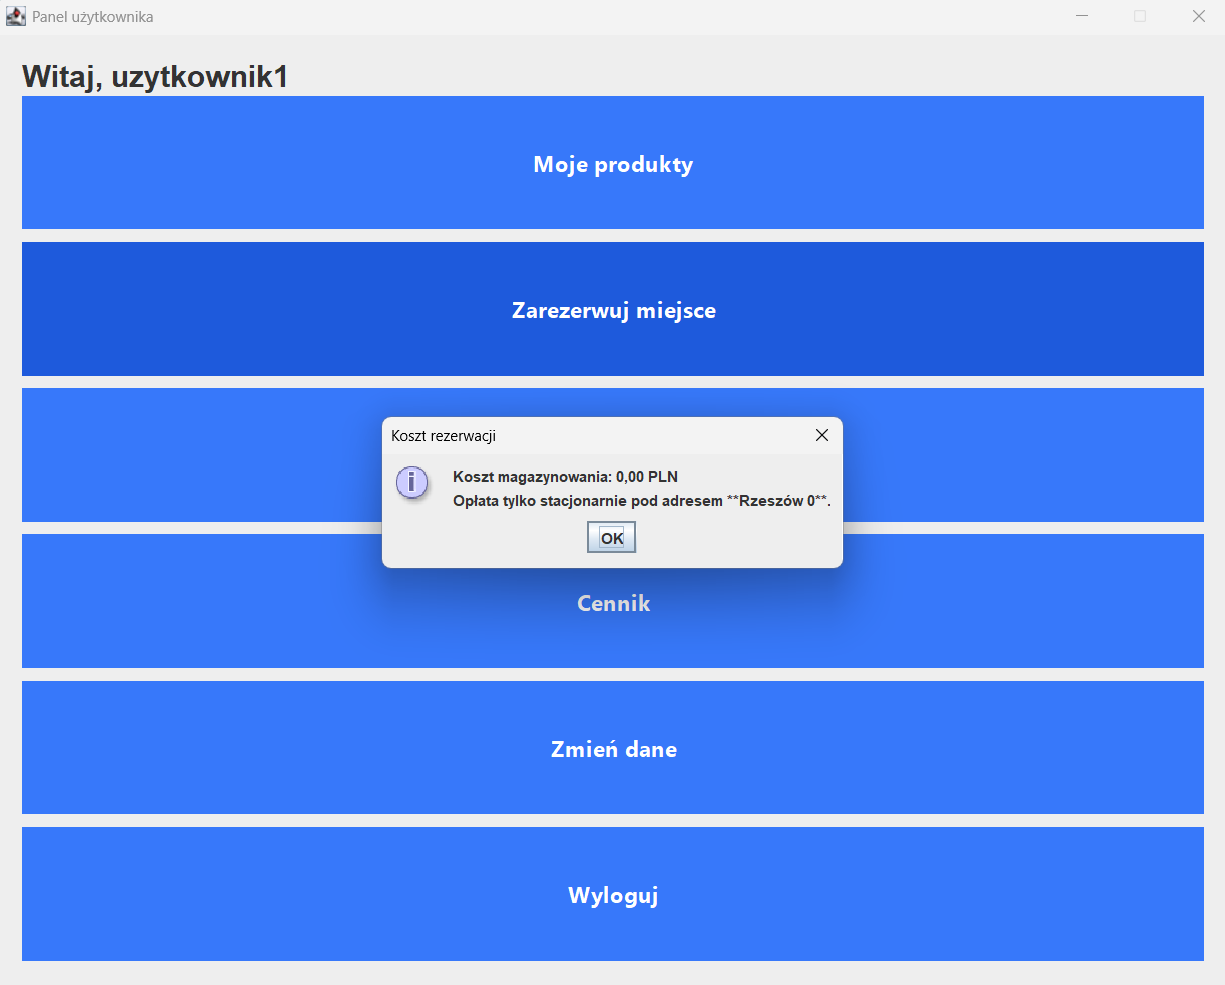 Panel użytkownika
Witaj, uzytkownik1
Moje produkty
Zarezerwuj miejsce
Koszt rezerwacji
i
Koszt magazynowania: 0,00 PLN
Opłata tylko stacjonarnie pod adresem **Rzeszów 0**.
OK
Cennik
Zmień dane
Wyloguj